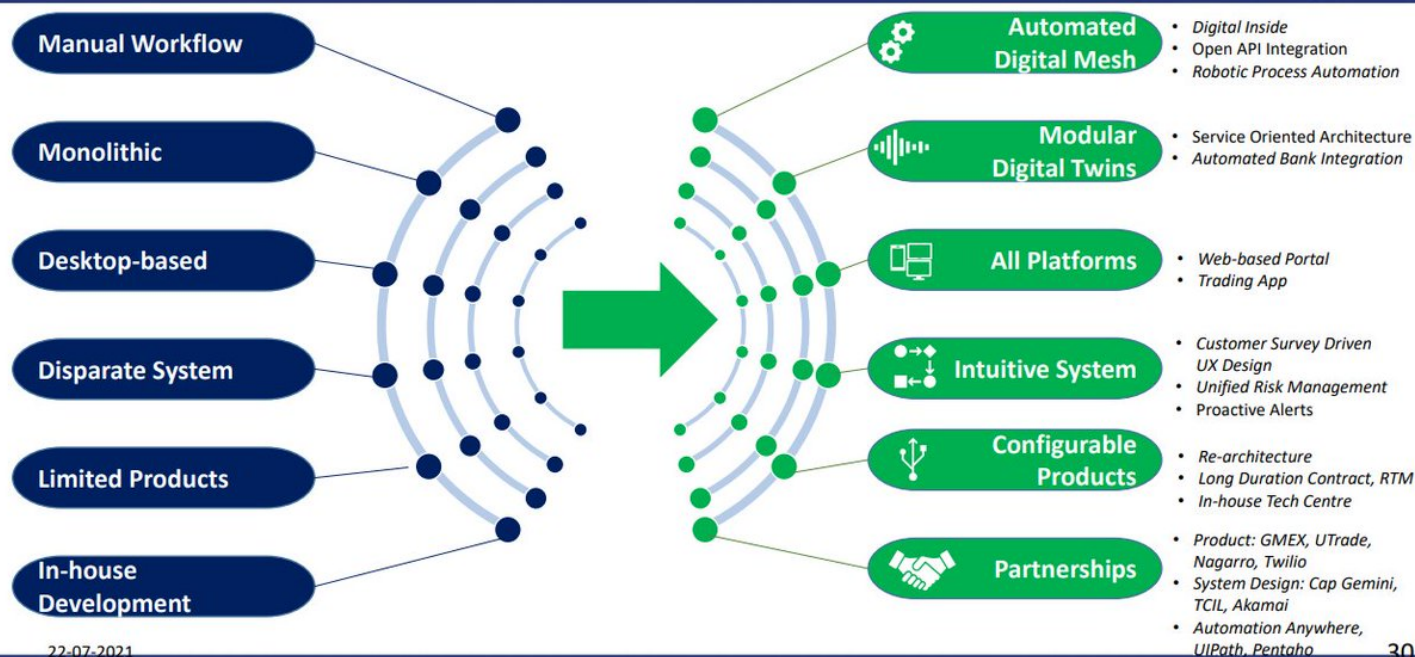 Manual Workflow
Monolithic
Desktop-based
Disparate System
Limited Products
In-house
Development
Automated
Digital Mesh
• Digital Inside
• Open API Integration
• Robotic Process Automation
Modular
Digital Twins
• Service Oriented Architecture
• Automated Bank Integration
All Platforms
• Web-based Portal
• Trading App
Intuitive System
• Customer Survey Driven
UX Design
• Unified Risk Management
• Proactive Alerts
Configurable
Products
• Re-architecture
• Long Duration Contract, RTM
• In-house Tech Centre
Partnerships
• Product: GMEX, UTrade,
Nagarro, Twilio
• System Design: Cap Gemini,
TCIL, Akamai
• Automation Anywhere,
UIPath, Pentaho
22-07-2021
30